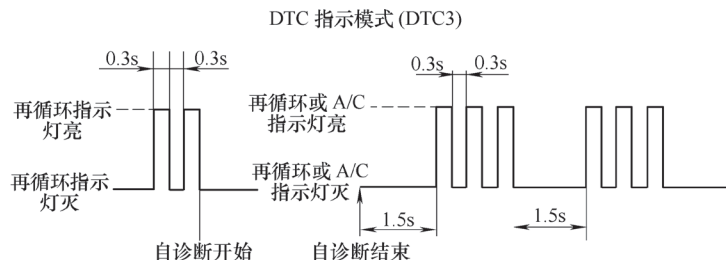 DTC 指示模式 (DTC3)
0.3s
0.3s
0.3s
0.3s
再循环指示
灯亮
再循环或 A/C
指示灯亮
再循环指示
灯灭
再循环或 A/C
指示灯灭
1.5s
1.5s
自诊断开始
自诊断结束